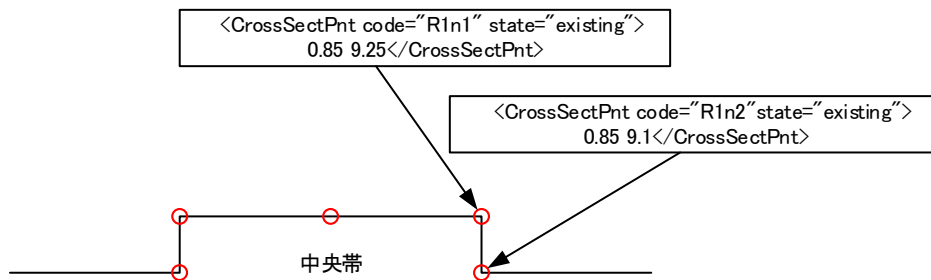 <CrossSectPnt code="R1n1" state="existing">
0.85 9.25</CrossSectPnt>
<CrossSectPnt code="R1n2"state="existing">
0.85 9.1</CrossSectPnt>
中央帯